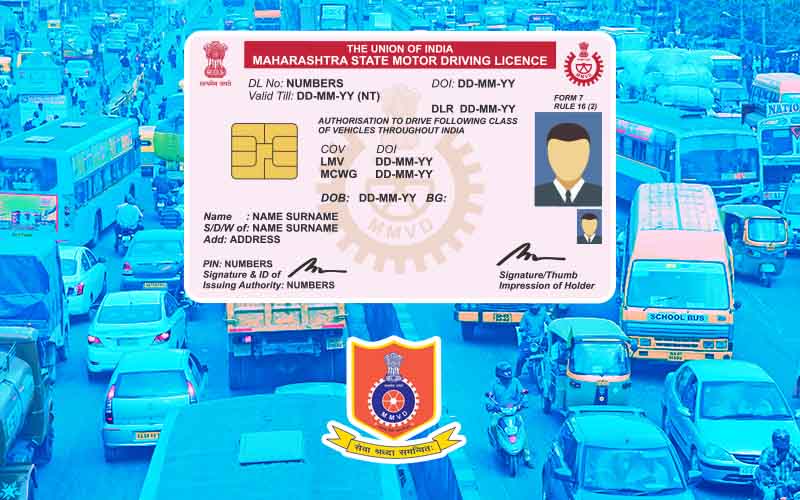 THE UNION OF INDIA
MAHARASHTRA STATE MOTOR DRIVING LICENCE
सत्यमेव जयते
MMVD
DL No: NUMBERS DOI: DD-MM-YY
Valid Till: DD-MM-YY (NT)
DLR DD-MM-YY
FORM 7
RULE 16 (2)
AUTHORISATION TO DRIVE FOLLOWING CLASS
OF VEHICLES THROUGHOUT INDIA
COV DOI
LMV DD-MM-YY
MCWG DD-MM-YY
DOB: DD-MM-YY BG:
MMVD
Name : NAME SURNAME
S/D/W of: NAME SURNAME
Add: ADDRESS
PIN: NUMBERS
Signature & ID of
Issuing Authority: NUMBERS
Signature/Thumb
Impression of Holder
SCHOOL BUS
MMVD
सेवा श्रध्दा समन्वितः